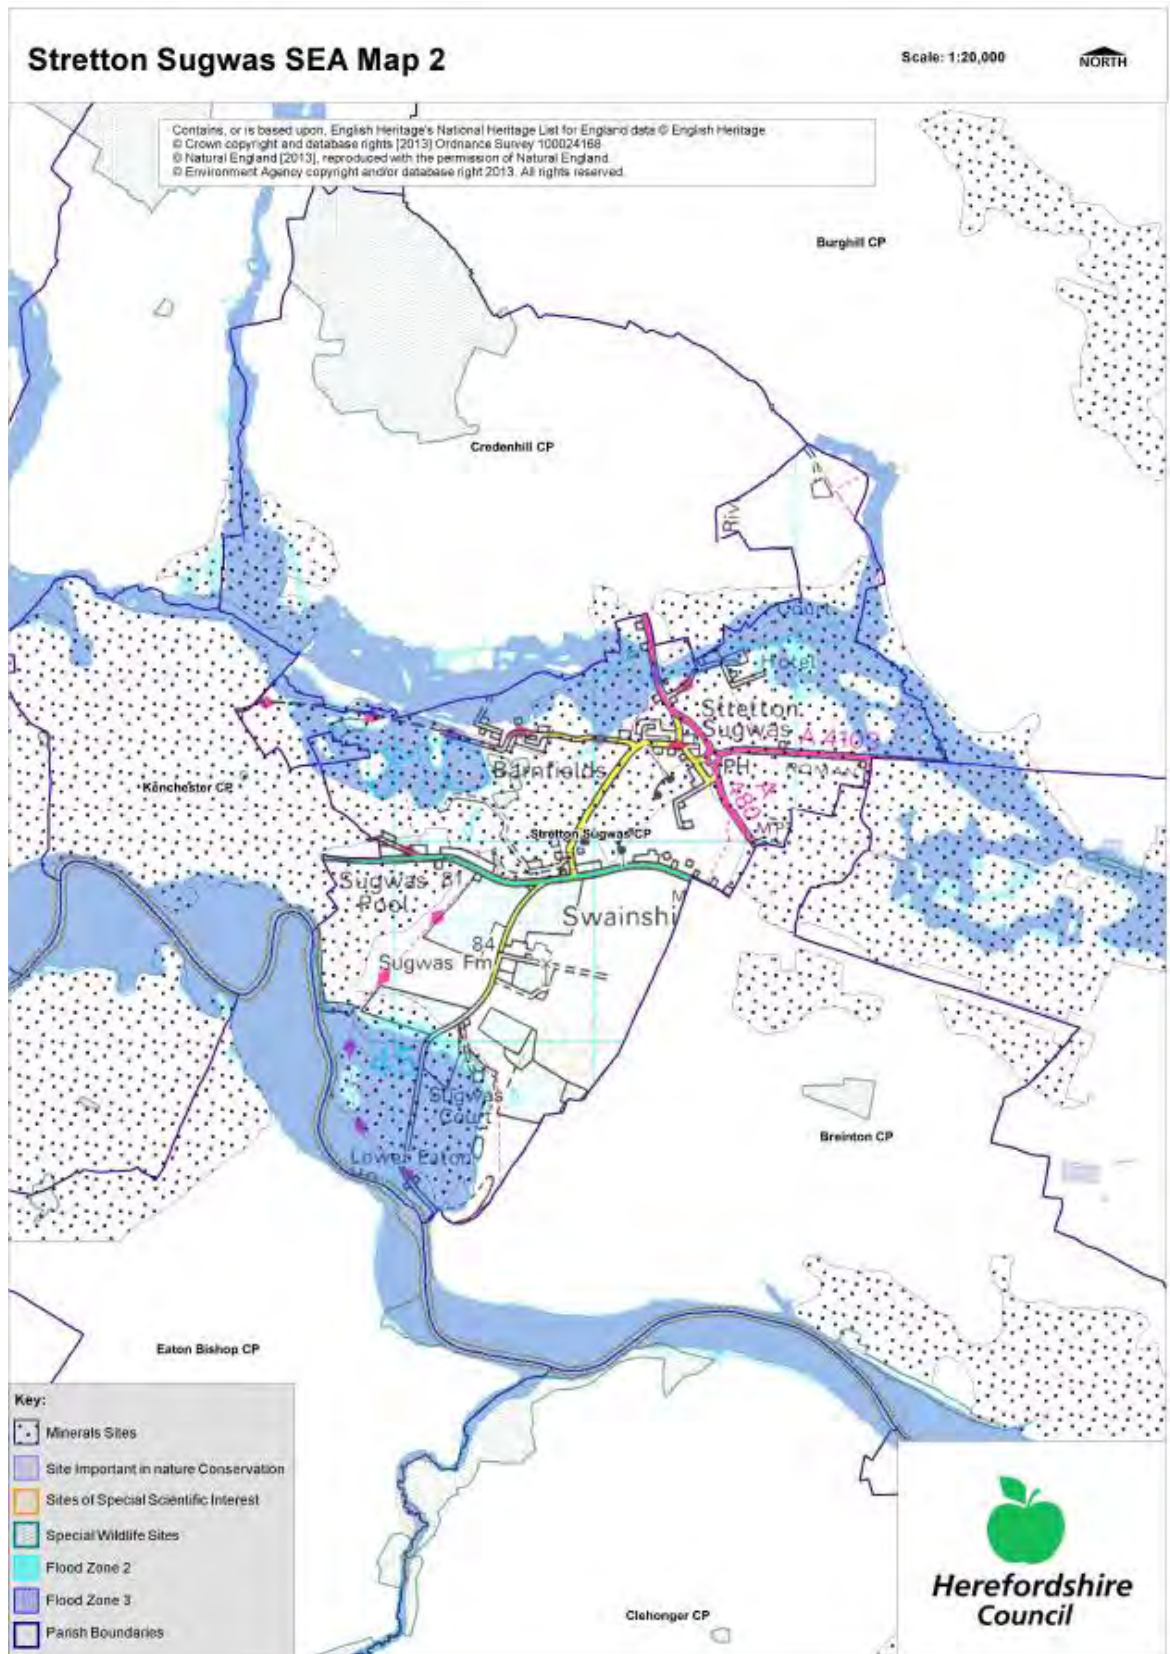 Stretton Sugwas SEA Map 2
Scale: 1:20,000
NORTH
Contains, or is based upon, English Heritage's National Heritage List for England data © English Heritage
© Crown copyright and database rights [2013] Ordnance Survey 100024168
© Natural England [2013], reproduced with the permission of Natural England.
© Environment Agency copyright and/or database right 2013. All rights reserved.
Burghill CP
Credenhill CP
Riv
Court
Hotel
Stretton
Sugwas
PH
ROMAN
Barnfields
Kenchester CP
A 480
Stretton Sugwas CP
MP
Sugwas
Pool
81
M
Swainshi
84
Sugwas Fm
Sugwas
Court
Lower Eaton
Breinton CP
Eaton Bishop CP
Key:
Minerals Sites
Site Important in nature Conservation
Sites of Special Scientific Interest
Special Wildlife Sites
Flood Zone 2
Flood Zone 3
Parish Boundaries
Clehonger CP
Herefordshire
Council